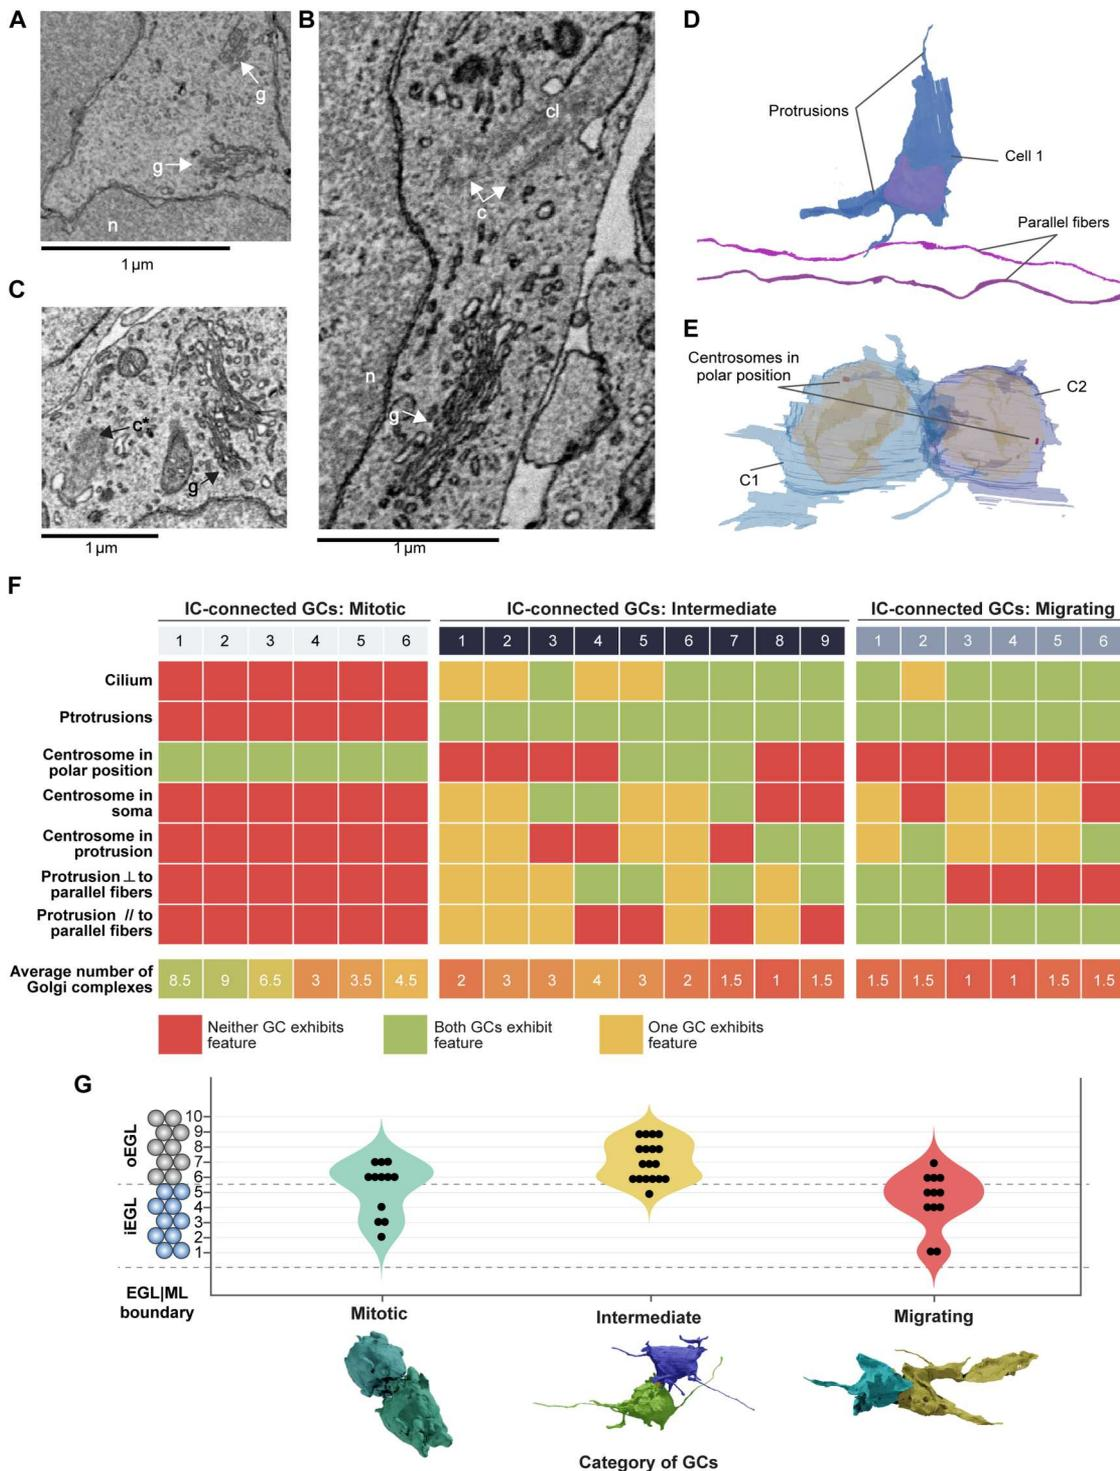 A
g
g
n
1 µm
B
cl
c
n
g
1 µm
C
c*
g
1 µm
D
Protrusions
Cell 1
Parallel fibers
E
Centrosomes in
polar position
C2
C1
F
IC-connected GCs: Mitotic
IC-connected GCs: Intermediate
IC-connected GCs: Migrating
1 2 3 4 5 6 1 2 3 4 5 6 7 8 9 1 2 3 4 5 6
Cilium
Ptrotrusions
Centrosome in
polar position
Centrosome in
soma
Centrosome in
protrusion
Protrusion ⊥ to
parallel fibers
Protrusion // to
parallel fibers
Average number of
Golgi complexes
8.5 9 6.5 3 3.5 4.5 2 3 3 4 3 2 1.5 1 1.5 1.5 1.5 1 1 1.5 1.5
Neither GC exhibits
feature
Both GCs exhibit
feature
One GC exhibits
feature
G
oEGL
iEGL
10
9
8
7
6
5
4
3
2
1
EGL|ML
boundary
Mitotic
Intermediate
Migrating
Category of GCs